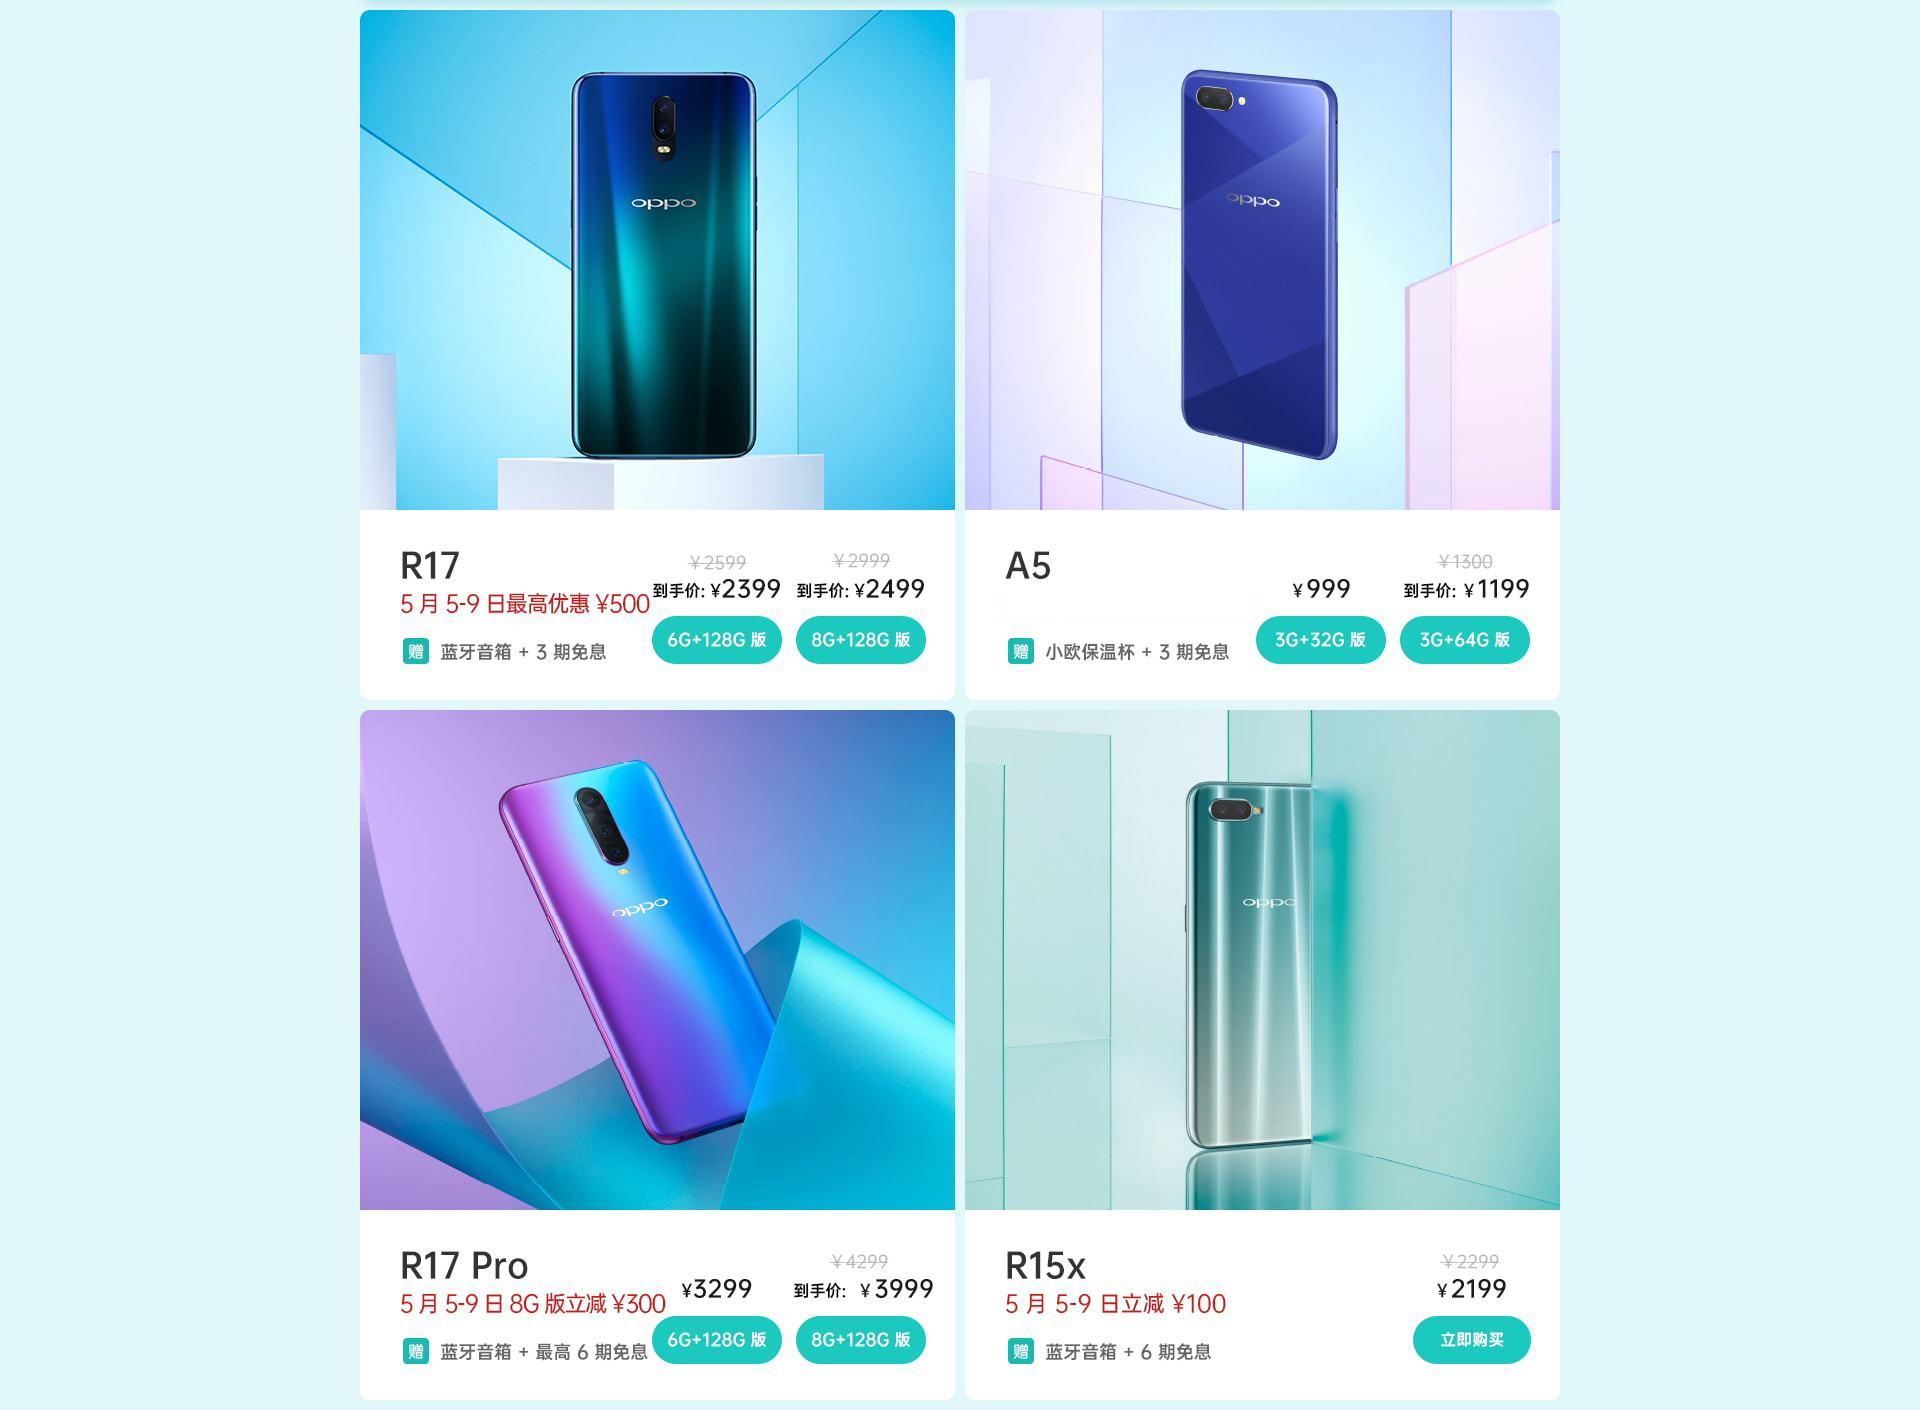 oppo
oppo
R17
¥2599
¥2999
到手价: ¥2399
到手价: ¥2499
5 月 5-9 日最高优惠 ¥500
6G+128G 版
8G+128G 版
赠 蓝牙音箱 + 3 期免息
A5
¥1300
¥999
到手价: ¥1199
3G+32G 版
3G+64G 版
赠 小欧保温杯 + 3 期免息
oppo
oppo
R17 Pro
¥4299
¥3299
到手价: ¥3999
5 月 5-9 日 8G 版立减 ¥300
6G+128G 版
8G+128G 版
赠 蓝牙音箱 + 最高 6 期免息
R15x
¥2299
¥2199
5 月 5-9 日立减 ¥100
立即购买
赠 蓝牙音箱 + 6 期免息